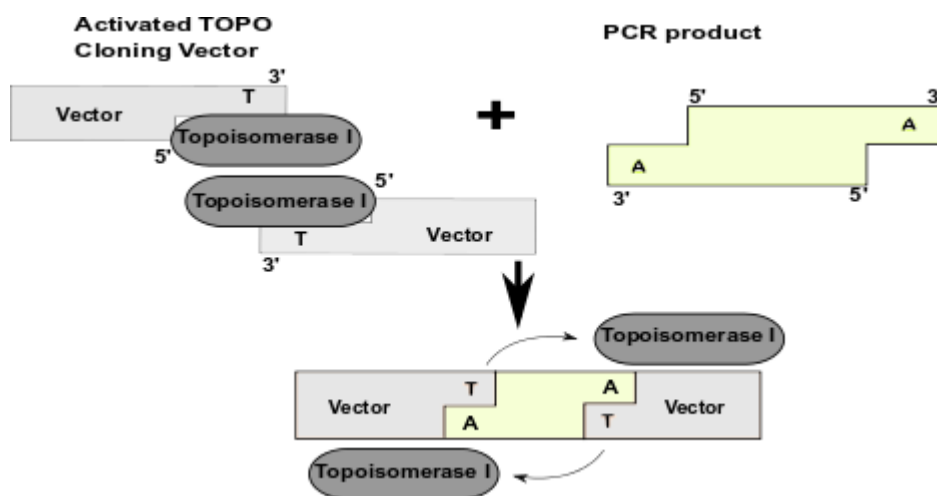 Activated TOPO
Cloning Vector
PCR product
3'
T
Vector
Topoisomerase I
5'
+
5'
3'
A
A
3'
5'
Topoisomerase I
5'
T
Vector
3'
Topoisomerase I
T
A
Vector
Vector
A
T
Topoisomerase I